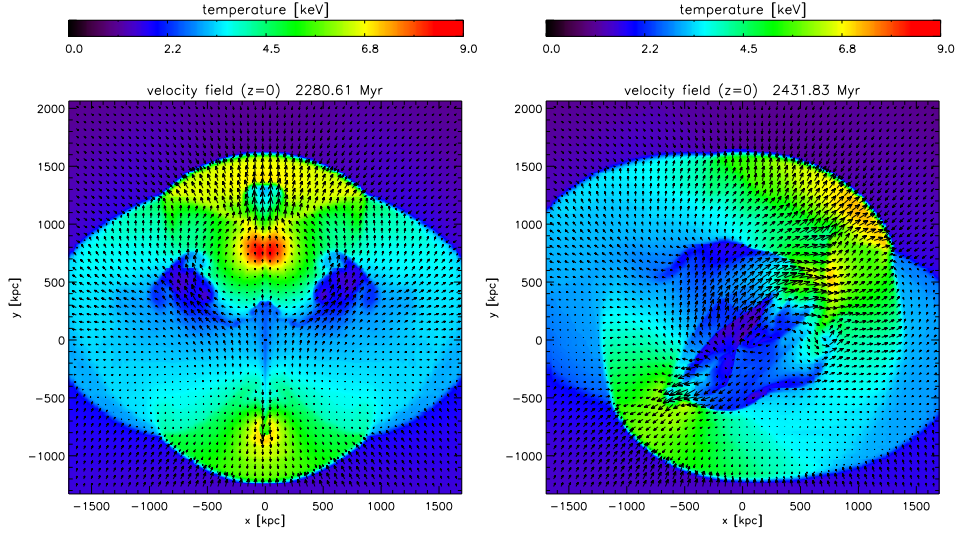 temperature [keV]
0.0 2.2 4.5 6.8 9.0
velocity field (z=0) 2280.61 Myr
2000
1500
1000
500
0
−500
−1000
y [kpc]
−1500 −1000 −500 0 500 1000 1500
x [kpc]
temperature [keV]
0.0 2.2 4.5 6.8 9.0
velocity field (z=0) 2431.83 Myr
2000
1500
1000
500
0
−500
−1000
y [kpc]
−1500 −1000 −500 0 500 1000 1500
x [kpc]